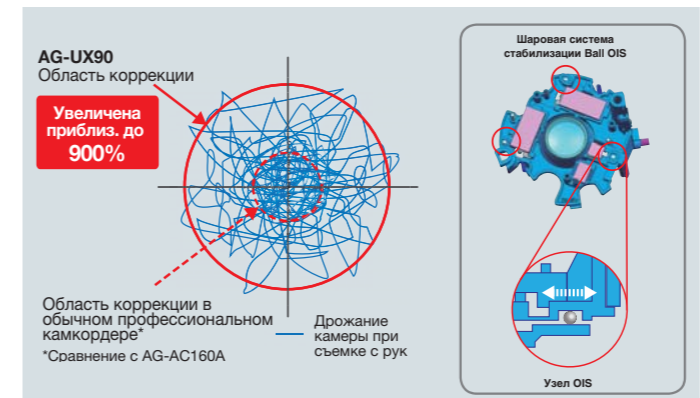 AG-UX90
Область коррекции
Увеличена
приблиз. до
900%
Область коррекции в
обычном профессиональном
камкордере*
*Сравнение с AG-AC160A
Дрожание
камеры при
съемке с рук
Шаровая система
стабилизации Ball OIS
Узел OIS